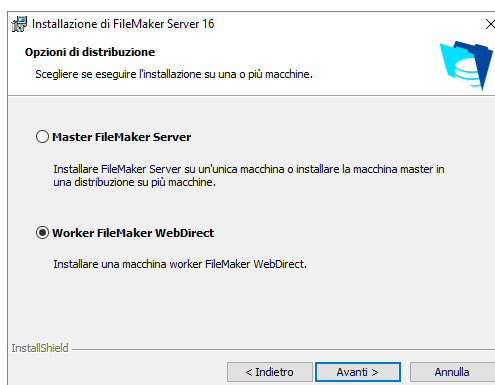 Installazione di FileMaker Server 16
Opzioni di distribuzione
Scegliere se eseguire l'installazione su una o più macchine.
Master FileMaker Server
Installare FileMaker Server su un'unica macchina o installare la macchina master in
una distribuzione su più macchine.
Worker FileMaker WebDirect
Installare una macchina worker FileMaker WebDirect.
InstallShield
< Indietro
Avanti >
Annulla